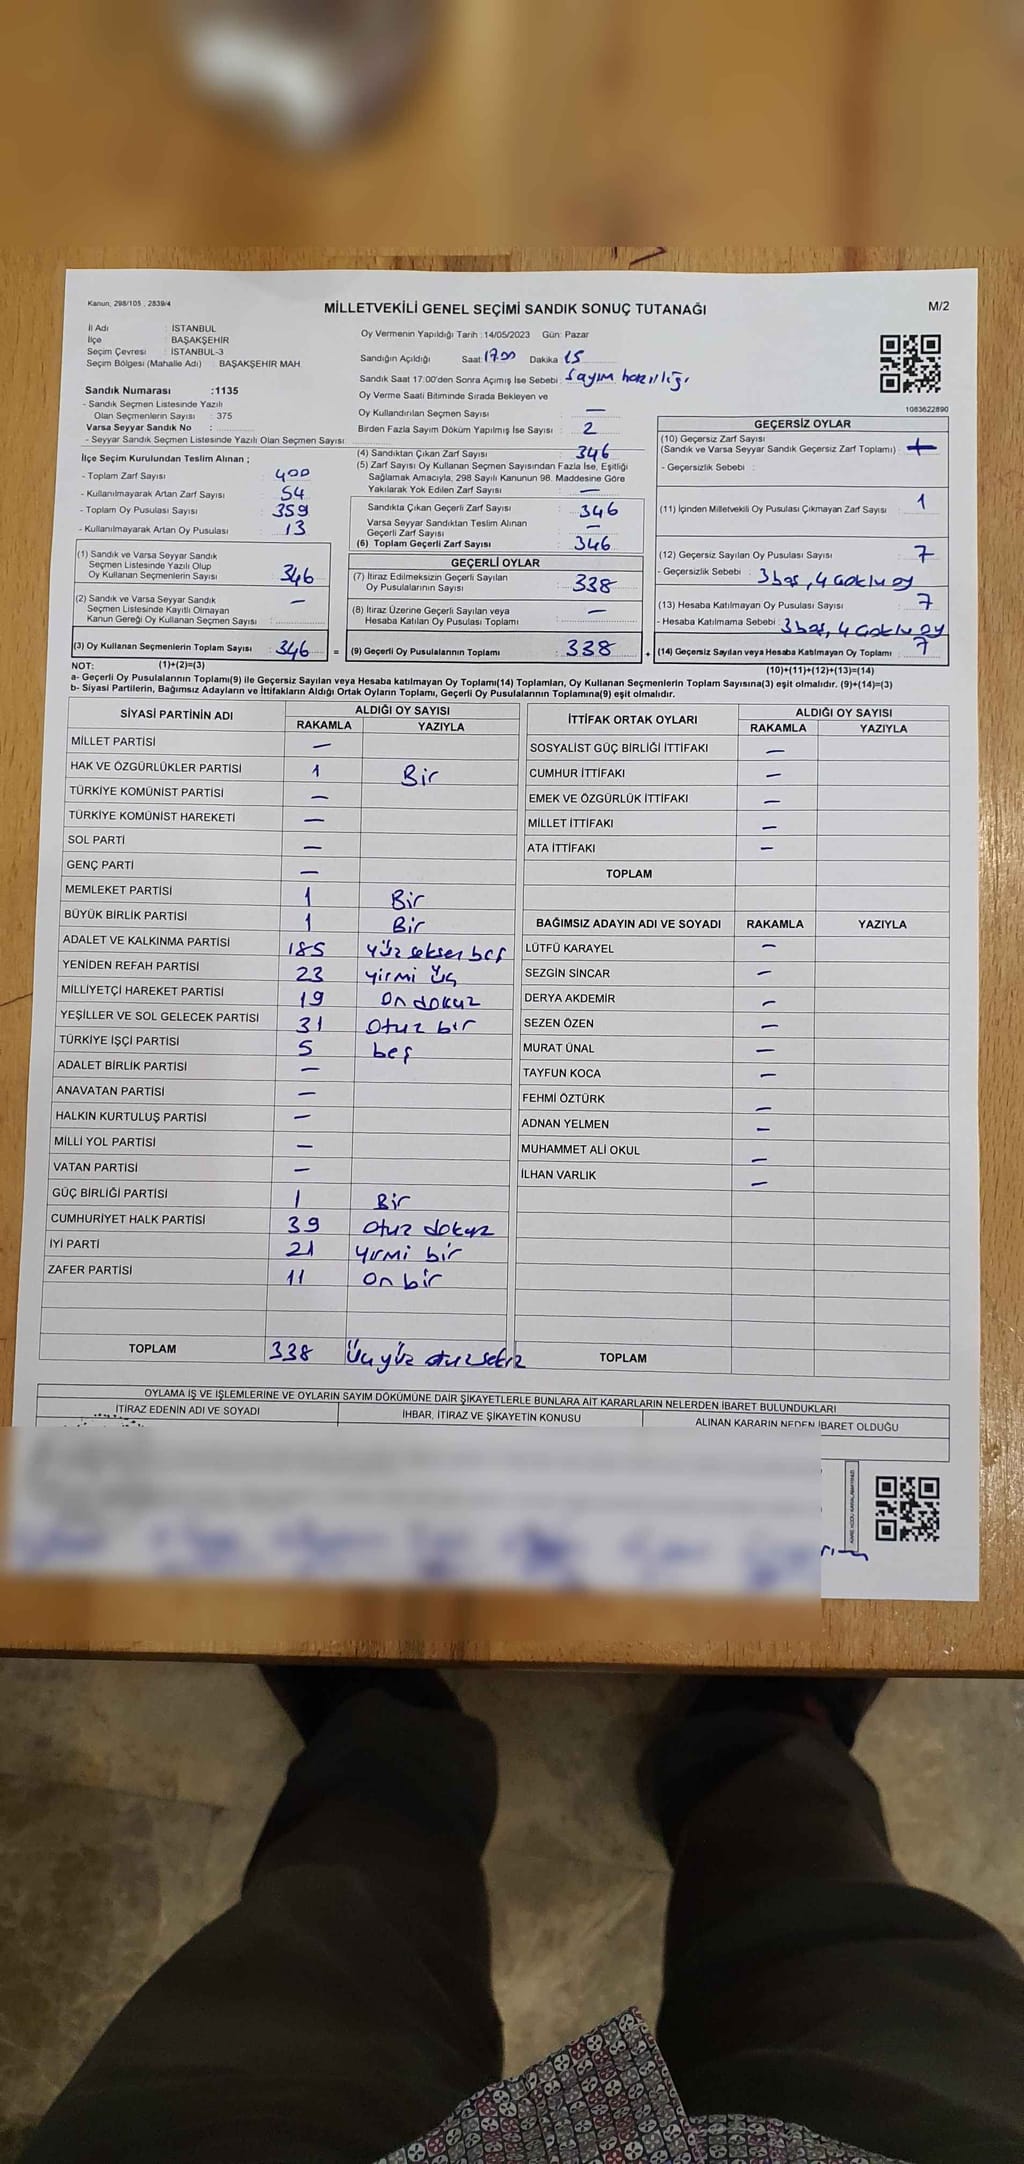 Kanun, 298/105 , 2839/4
MİLLETVEKİLİ GENEL SEÇİMİ SANDIK SONUÇ TUTANAĞI
M/2
İl Adı : İSTANBUL
İlçe : BAŞAKŞEHİR
Seçim Çevresi : İSTANBUL-3
Seçim Bölgesi (Mahalle Adı) : BAŞAKŞEHİR MAH
Sandık Numarası :1135
- Sandık Seçmen Listesinde Yazılı
Olan Seçmenlerin Sayısı : 375
Varsa Seyyar Sandık No :
- Seyyar Sandık Seçmen Listesinde Yazılı Olan Seçmen Sayısı:
Oy Vermenin Yapıldığı Tarih :14/05/2023 Gün: Pazar
Sandığın Açıldığı Saat 17.00 Dakika 15
Sandık Saat 17:00'den Sonra Açımış İse Sebebi : Sayım hazırlığı
Oy Verme Saati Bitiminde Sırada Bekleyen ve
Oy Kullandırılan Seçmen Sayısı : —
Birden Fazla Sayım Döküm Yapılmış İse Sayısı : 2
1083622890
İlçe Seçim Kurulundan Teslim Alınan ;
- Toplam Zarf Sayısı : 400
- Kullanılmayarak Artan Zarf Sayısı : 54
- Toplam Oy Pusulası Sayısı : 359
- Kullanılmayarak Artan Oy Pusulası : 13
(1) Sandık ve Varsa Seyyar Sandık
Seçmen Listesinde Yazılı Olup
Oy Kullanan Seçmenlerin Sayısı : 346
(2) Sandık ve Varsa Seyyar Sandık
Seçmen Listesinde Kayıtlı Olmayan
Kanun Gereği Oy Kullanan Seçmen Sayısı : —
(3) Oy Kullanan Seçmenlerin Toplam Sayısı : 346 =
(4) Sandıktan Çıkan Zarf Sayısı : 346
(5) Zarf Sayısı Oy Kullanan Seçmen Sayısından Fazla İse, Eşitliği
Sağlamak Amacıyla, 298 Sayılı Kanunun 98. Maddesine Göre
Yakılarak Yok Edilen Zarf Sayısı : —
Sandıkta Çıkan Geçerli Zarf Sayısı : 346
Varsa Seyyar Sandıktan Teslim Alınan
Geçerli Zarf Sayısı : —
(6) Toplam Geçerli Zarf Sayısı : 346
GEÇERLİ OYLAR
(7) İtiraz Edilmeksizin Geçerli Sayılan
Oy Pusulalarının Sayısı : 338
(8) İtiraz Üzerine Geçerli Sayılan veya
Hesaba Katılan Oy Pusulası Toplamı : —
(9) Geçerli Oy Pusulalarının Toplamı : 338 +
GEÇERSİZ OYLAR
(10) Geçersiz Zarf Sayısı
(Sandık ve Varsa Seyyar Sandık Geçersiz Zarf Toplamı) :
- Geçersizlik Sebebi :
(11) İçinden Milletvekili Oy Pusulası Çıkmayan Zarf Sayısı : 1
(12) Geçersiz Sayılan Oy Pusulası Sayısı : 7
- Geçersizlik Sebebi : 3 boş, 4 çoklu oy
(13) Hesaba Katılmayan Oy Pusulası Sayısı : 7
- Hesaba Katılmama Sebebi : 3 boş, 4 çoklu oy
(14) Geçersiz Sayılan veya Hesaba Katılmayan Oy Toplamı : 7
NOT: (1)+(2)=(3) (10)+(11)+(12)+(13)=(14)
a- Geçerli Oy Pusulalarının Toplamı(9) ile Geçersiz Sayılan veya Hesaba katılmayan Oy Toplamı(14) Toplamları, Oy Kullanan Seçmenlerin Toplam Sayısına(3) eşit olmalıdır. (9)+(14)=(3)
b- Siyasi Partilerin, Bağımsız Adayların ve İttifakların Aldığı Ortak Oyların Toplamı, Geçerli Oy Pusulalarının Toplamına(9) eşit olmalıdır.
SİYASİ PARTİNİN ADI ALDIĞI OY SAYISI
RAKAMLA YAZIYLA
MİLLET PARTİSİ —
HAK VE ÖZGÜRLÜKLER PARTİSİ 1 Bir
TÜRKİYE KOMÜNİST PARTİSİ —
TÜRKİYE KOMÜNİST HAREKETİ —
SOL PARTİ —
GENÇ PARTİ —
MEMLEKET PARTİSİ 1 Bir
BÜYÜK BİRLİK PARTİSİ 1 Bir
ADALET VE KALKINMA PARTİSİ 185 yüz seksen beş
YENİDEN REFAH PARTİSİ 23 yirmi üç
MİLLİYETÇİ HAREKET PARTİSİ 19 On dokuz
YEŞİLLER VE SOL GELECEK PARTİSİ 31 Otuz bir
TÜRKİYE İŞÇİ PARTİSİ 5 beş
ADALET BİRLİK PARTİSİ —
ANAVATAN PARTİSİ —
HALKIN KURTULUŞ PARTİSİ —
MİLLİ YOL PARTİSİ —
VATAN PARTİSİ —
GÜÇ BİRLİĞİ PARTİSİ 1 Bir
CUMHURİYET HALK PARTİSİ 39 Otuz dokuz
İYİ PARTİ 21 yirmi bir
ZAFER PARTİSİ 11 On bir
TOPLAM 338 Üçyüz otuz sekiz
İTTİFAK ORTAK OYLARI ALDIĞI OY SAYISI
RAKAMLA YAZIYLA
SOSYALİST GÜÇ BİRLİĞİ İTTİFAKI —
CUMHUR İTTİFAKI —
EMEK VE ÖZGÜRLÜK İTTİFAKI —
MİLLET İTTİFAKI —
ATA İTTİFAKI —
TOPLAM
BAĞIMSIZ ADAYIN ADI VE SOYADI RAKAMLA YAZIYLA
LÜTFÜ KARAYEL —
SEZGİN SİNCAR —
DERYA AKDEMİR —
SEZEN ÖZEN —
MURAT ÜNAL —
TAYFUN KOCA —
FEHMİ ÖZTÜRK —
ADNAN YELMEN —
MUHAMMET ALİ OKUL —
İLHAN VARLIK —
TOPLAM
OYLAMA İŞ VE İŞLEMLERİNE VE OYLARIN SAYIM DÖKÜMÜNE DAİR ŞİKAYETLERLE BUNLARA AİT KARARLARIN NELERDEN İBARET BULUNDUKLARI
İTİRAZ EDENİN ADI VE SOYADI İHBAR, İTİRAZ VE ŞİKAYETİN KONUSU ALINAN KARARIN NEDEN İBARET OLDUĞU